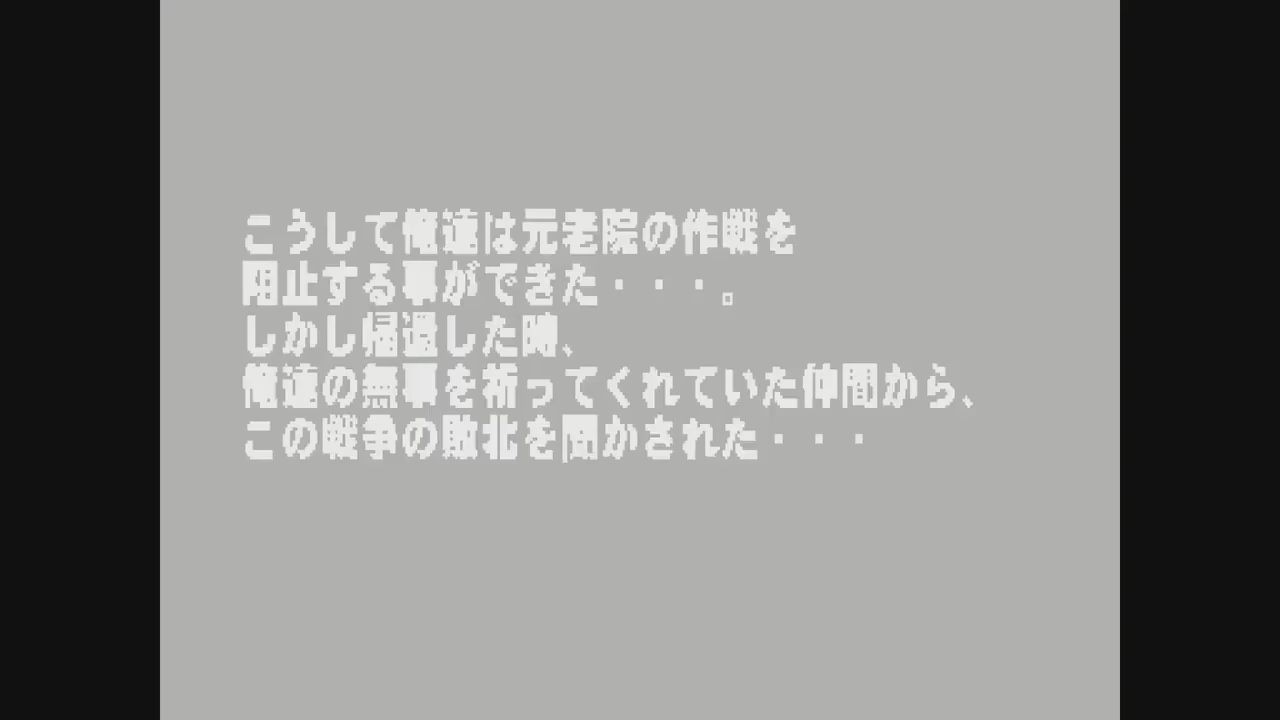 こうして俺達は元老院の作戦を
阻止する事ができた・・・。
しかし帰還した時、
俺達の無事を祈ってくれていた仲間から、
この戦争の敗北を聞かされた・・・